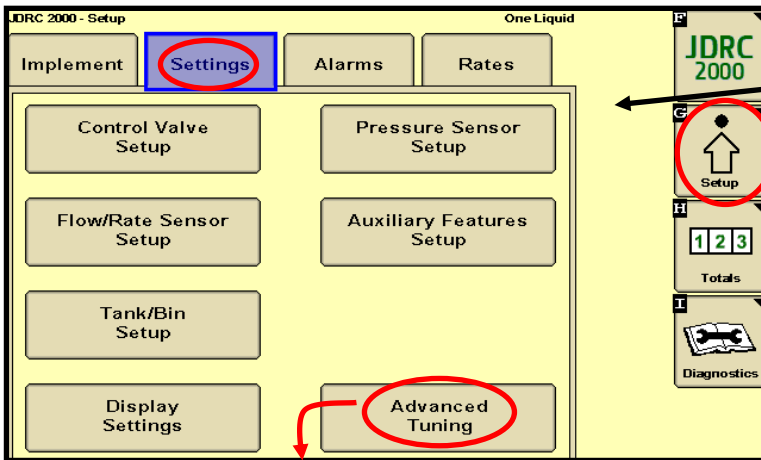 JDRC 2000 - Setup
One Liquid
Implement
Settings
Alarms
Rates
Control Valve
Setup
Pressure Sensor
Setup
Flow/Rate Sensor
Setup
Auxiliary Features
Setup
Tank/Bin
Setup
Display
Settings
Advanced
Tuning
F
JDRC
2000
G
Setup
H
1 2 3
Totals
I
Diagnostics